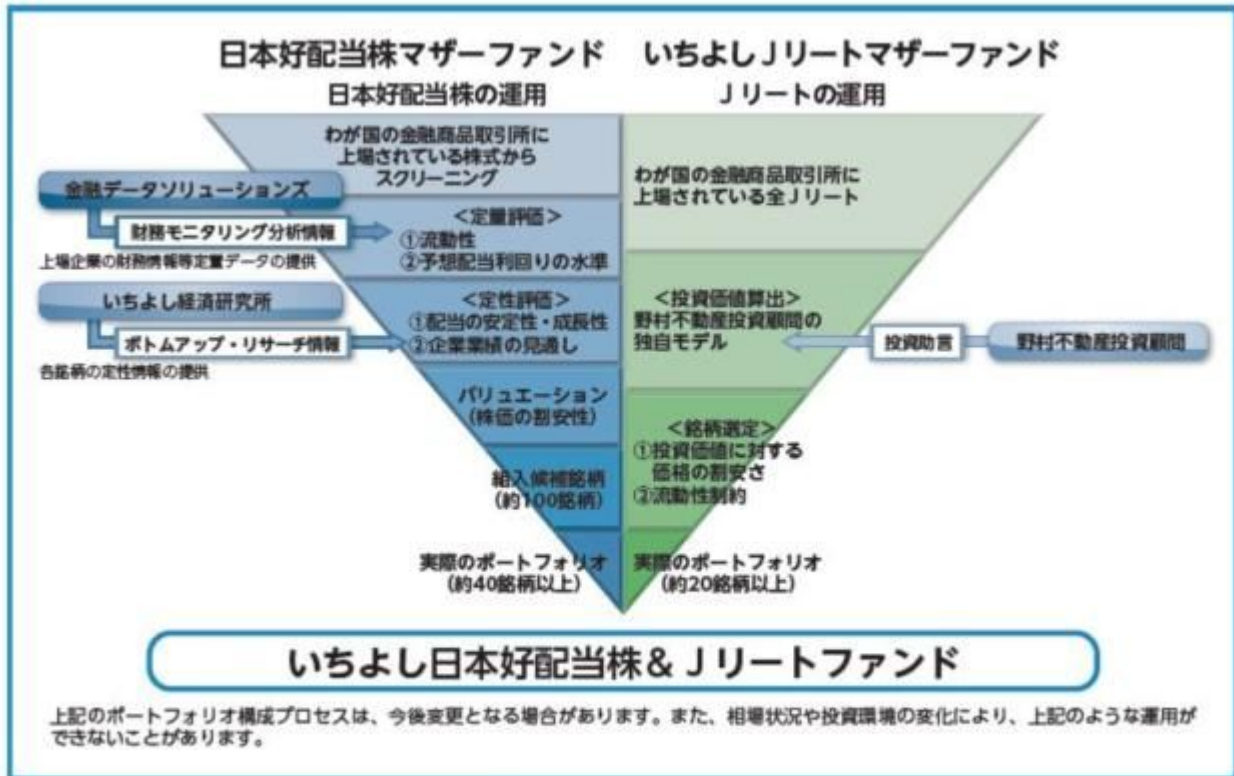 日本好配当株マザーファンド
日本好配当株の運用
わが国の金融商品取引所に
上場されている株式から
スクリーニング
金融データソリューションズ
財務モニタリング分析情報
上場企業の財務情報等定量データの提供
<定量評価>
①流動性
②予想配当利回りの水準
いちよし経済研究所
ボトムアップ・リサーチ情報
各銘柄の定性情報の提供
<定性評価>
①配当の安定性・成長性
②企業業績の見通し
バリュエーション
(株価の割安性)
組入候補銘柄
(約100銘柄)
実際のポートフォリオ
(約40銘柄以上)
いちよしJリートマザーファンド
Jリートの運用
わが国の金融商品取引所に
上場されている全Jリート
<投資価値算出>
野村不動産投資顧問の
独自モデル
投資助言
野村不動産投資顧問
<銘柄選定>
①投資価値に対する
価格の割安さ
②流動性制約
実際のポートフォリオ
(約20銘柄以上)
いちよし日本好配当株&Jリートファンド
上記のポートフォリオ構成プロセスは、今後変更となる場合があります。また、相場状況や投資環境の変化により、上記のような運用が
できないことがあります。